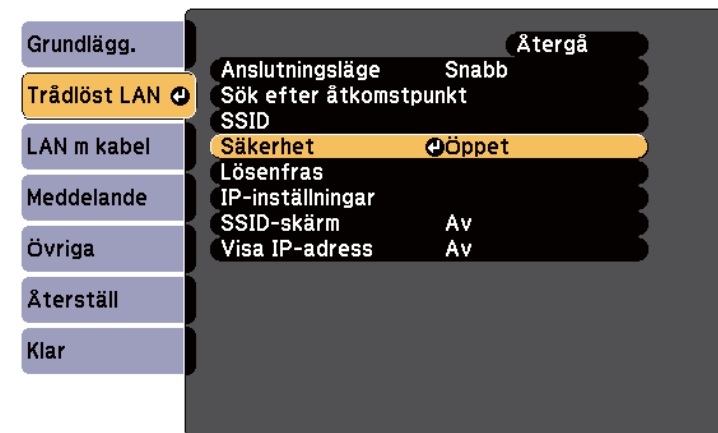 Grundlägg.
Trådlöst LAN
LAN m kabel
Meddelande
Övriga
Återställ
Klar
Återgå
Anslutningsläge Snabb
Sök efter åtkomstpunkt
SSID
Säkerhet Öppet
Lösenfras
IP-inställningar
SSID-skärm Av
Visa IP-adress Av